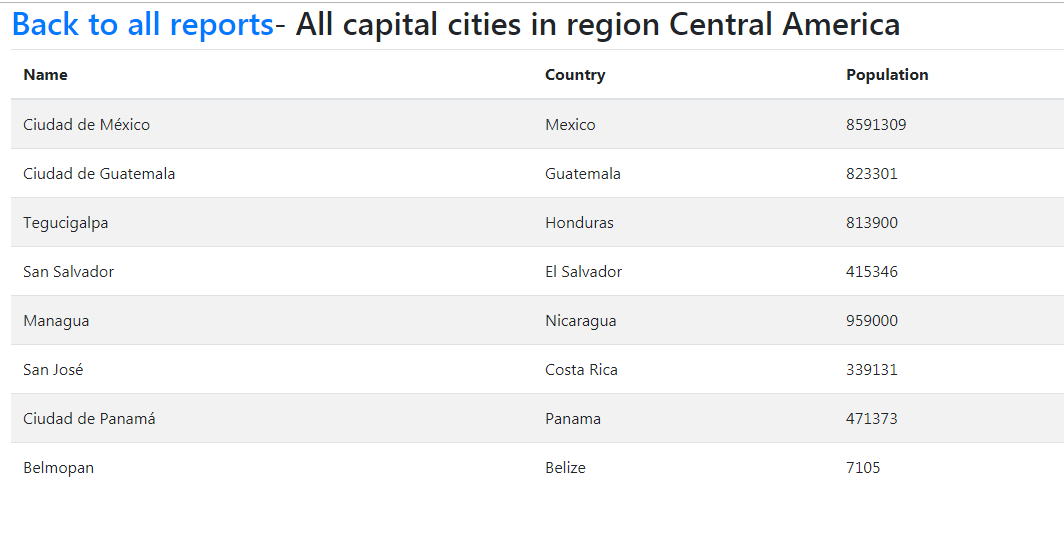 Back to all reports- All capital cities in region Central America
Name Country Population
Ciudad de México Mexico 8591309
Ciudad de Guatemala Guatemala 823301
Tegucigalpa Honduras 813900
San Salvador El Salvador 415346
Managua Nicaragua 959000
San José Costa Rica 339131
Ciudad de Panamá Panama 471373
Belmopan Belize 7105